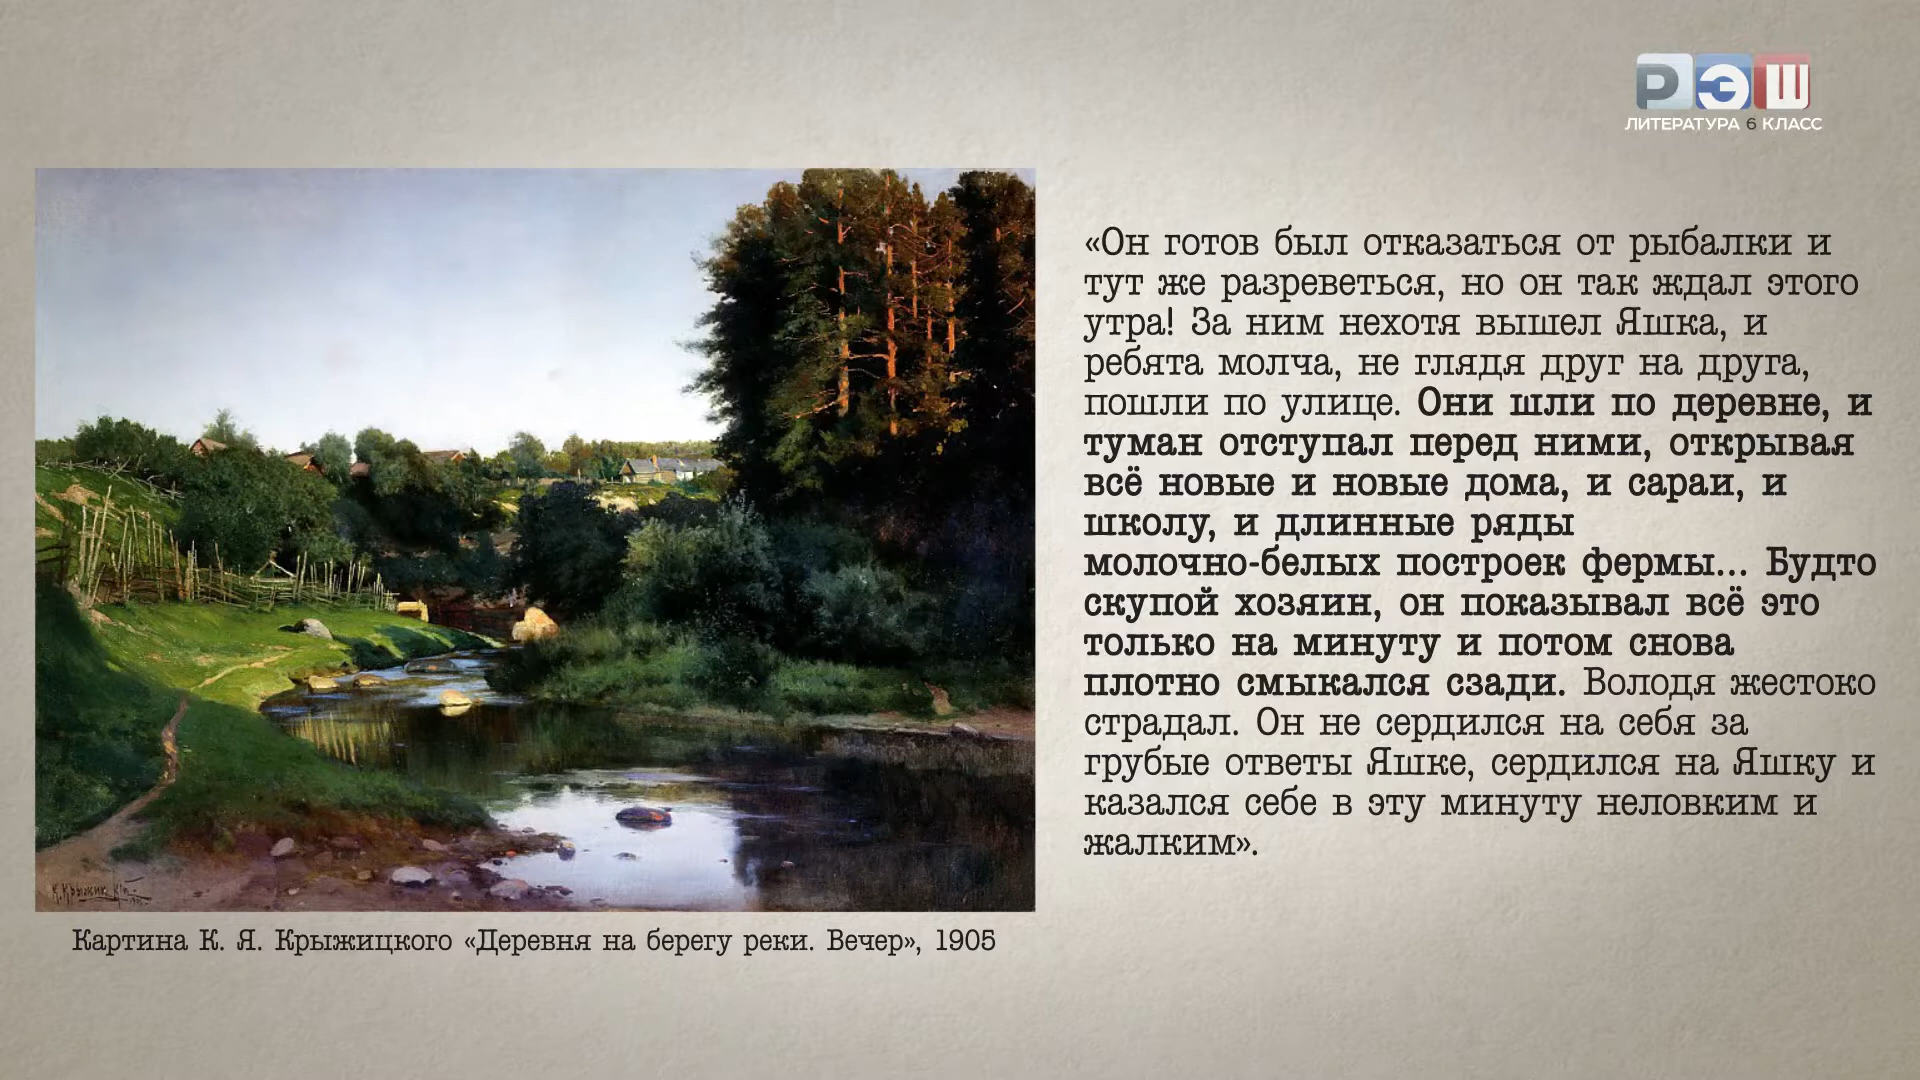 РЭШ
ЛИТЕРАТУРА 6 КЛАСС
«Он готов был отказаться от рыбалки и
тут же разреветься, но он так ждал этого
утра! За ним нехотя вышел Яшка, и
ребята молча, не глядя друг на друга,
пошли по улице. Они шли по деревне, и
туман отступал перед ними, открывая
всё новые и новые дома, и сараи, и
школу, и длинные ряды
молочно-белых построек фермы... Будто
скупой хозяин, он показывал всё это
только на минуту и потом снова
плотно смыкался сзади. Володя жестоко
страдал. Он не сердился на себя за
грубые ответы Яшке, сердился на Яшку и
казался себе в эту минуту неловким и
жалким».
Картина К. Я. Крыжицкого «Деревня на берегу реки. Вечер», 1905